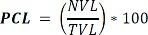 PCL = (NVL/TVL) * 100